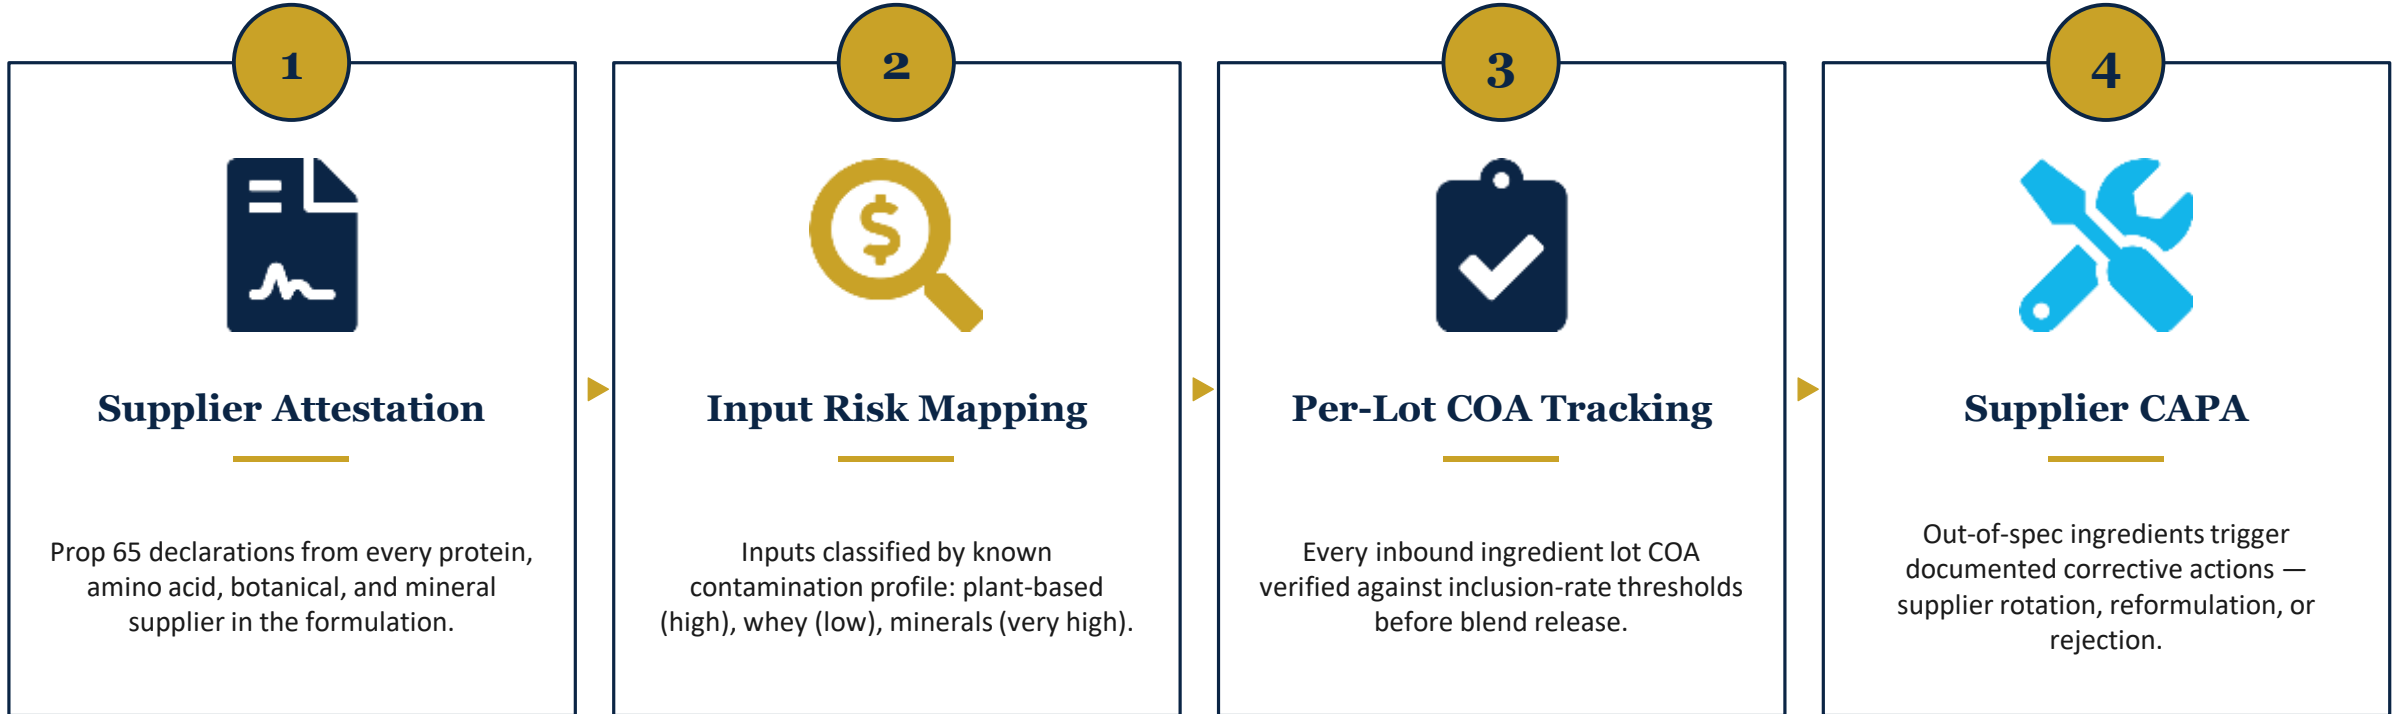 1
Supplier Attestation
Prop 65 declarations from every protein,
amino acid, botanical, and mineral
supplier in the formulation.
2
$
Input Risk Mapping
Inputs classified by known
contamination profile: plant-based
(high), whey (low), minerals (very high).
3
Per-Lot COA Tracking
Every inbound ingredient lot COA
verified against inclusion-rate thresholds
before blend release.
4
Supplier CAPA
Out-of-spec ingredients trigger
documented corrective actions —
supplier rotation, reformulation, or
rejection.